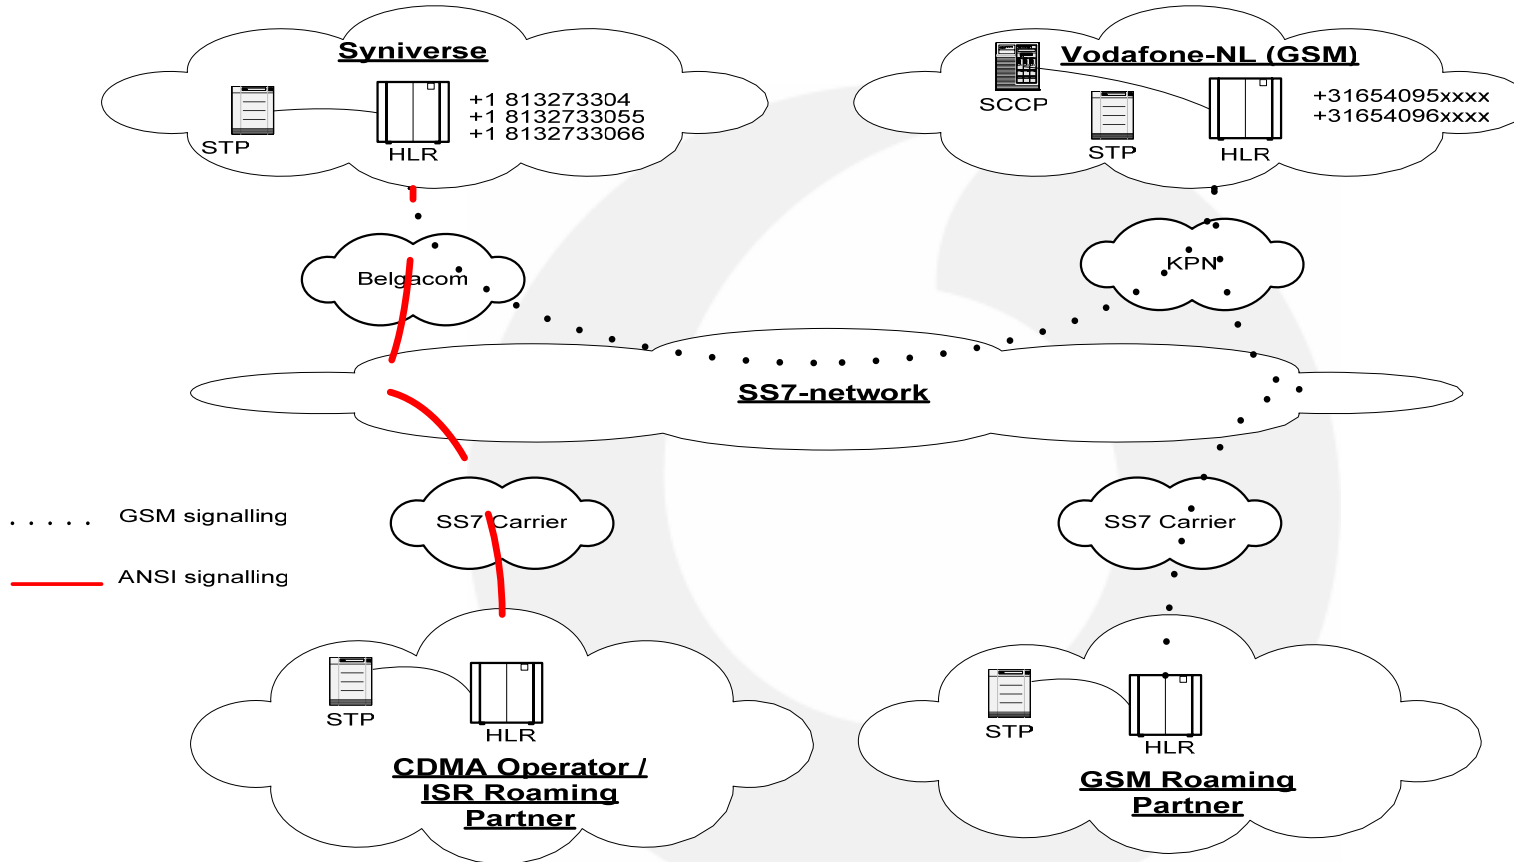 Syniverse
+1 813273304
+1 8132733055
+1 8132733066
STP
HLR
Vodafone-NL (GSM)
SCCP
+31654095xxxx
+31654096xxxx
STP
HLR
Belgacom
KPN
SS7-network
GSM signalling
SS7 Carrier
SS7 Carrier
ANSI signalling
STP
HLR
CDMA Operator /
ISR Roaming
Partner
STP
HLR
GSM Roaming
Partner